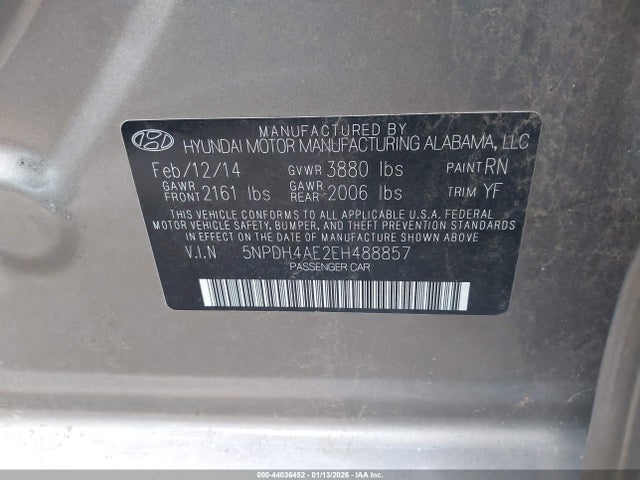 MANUFACTURED BY
HYUNDAI MOTOR MANUFACTURING ALABAMA, LLC
Feb/12/14 GVWR 3880 lbs PAINT RN
GAWR FRONT 2161 lbs GAWR REAR 2006 lbs TRIM YF
THIS VEHICLE CONFORMS TO ALL APPLICABLE U.S.A. FEDERAL
MOTOR VEHICLE SAFETY, BUMPER, AND THEFT PREVENTION STANDARDS
IN EFFECT ON THE DATE OF MANUFACTURE SHOWN ABOVE.
V.I.N 5NPDH4AE2EH488857
PASSENGER CAR
000-44036452 | 01/13/2026 | COPART/IAA